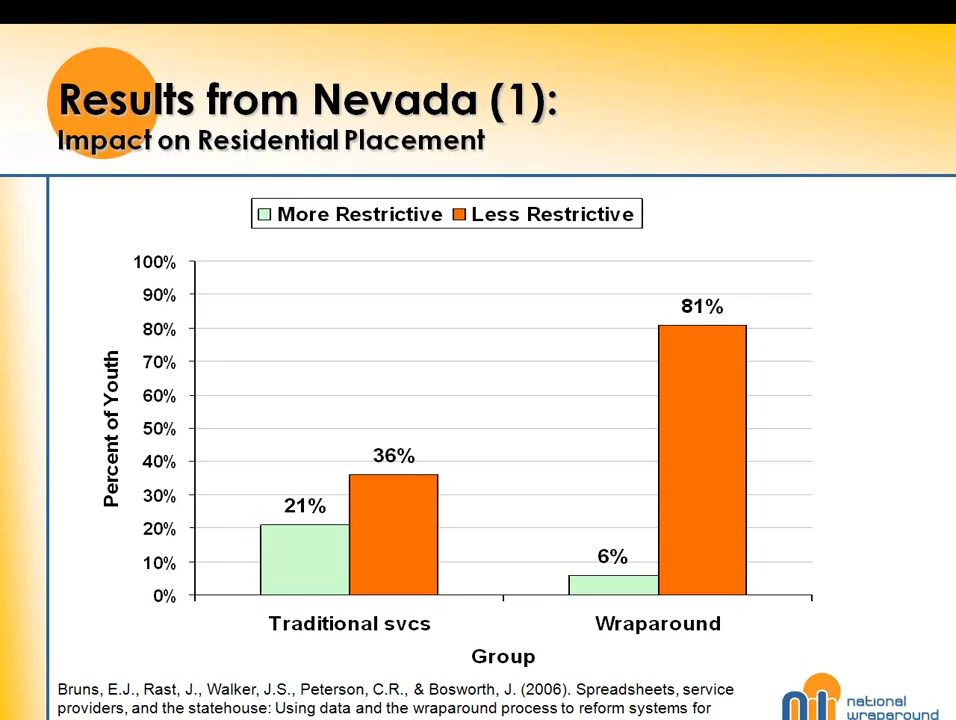 Results from Nevada (1):
Impact on Residential Placement
More Restrictive Less Restrictive
100%
90%
80%
70%
60%
50%
40%
30%
20%
10%
0%
Percent of Youth
21%
36%
6%
81%
Traditional svcs
Wraparound
Group
Bruns, E.J., Rast, J., Walker, J.S., Peterson, C.R., & Bosworth, J. (2006). Spreadsheets, service
providers, and the statehouse: Using data and the wraparound process to reform systems for
national
wraparound